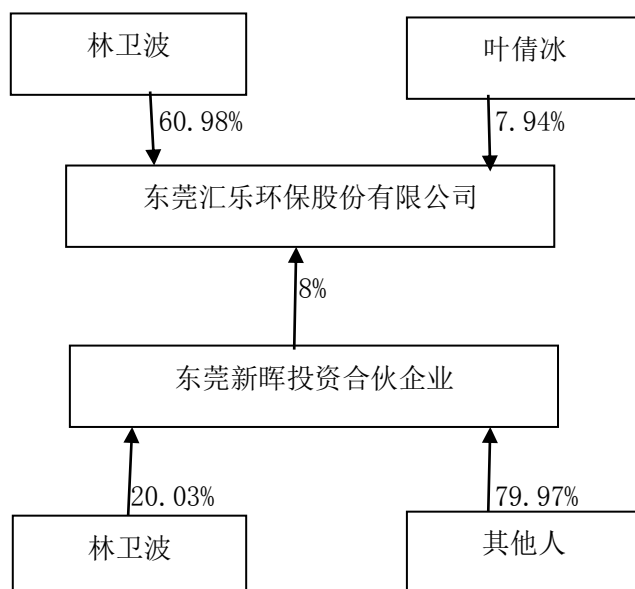 林卫波
叶倩冰
60.98%
7.94%
东莞汇乐环保股份有限公司
8%
东莞新晖投资合伙企业
20.03%
79.97%
林卫波
其他人